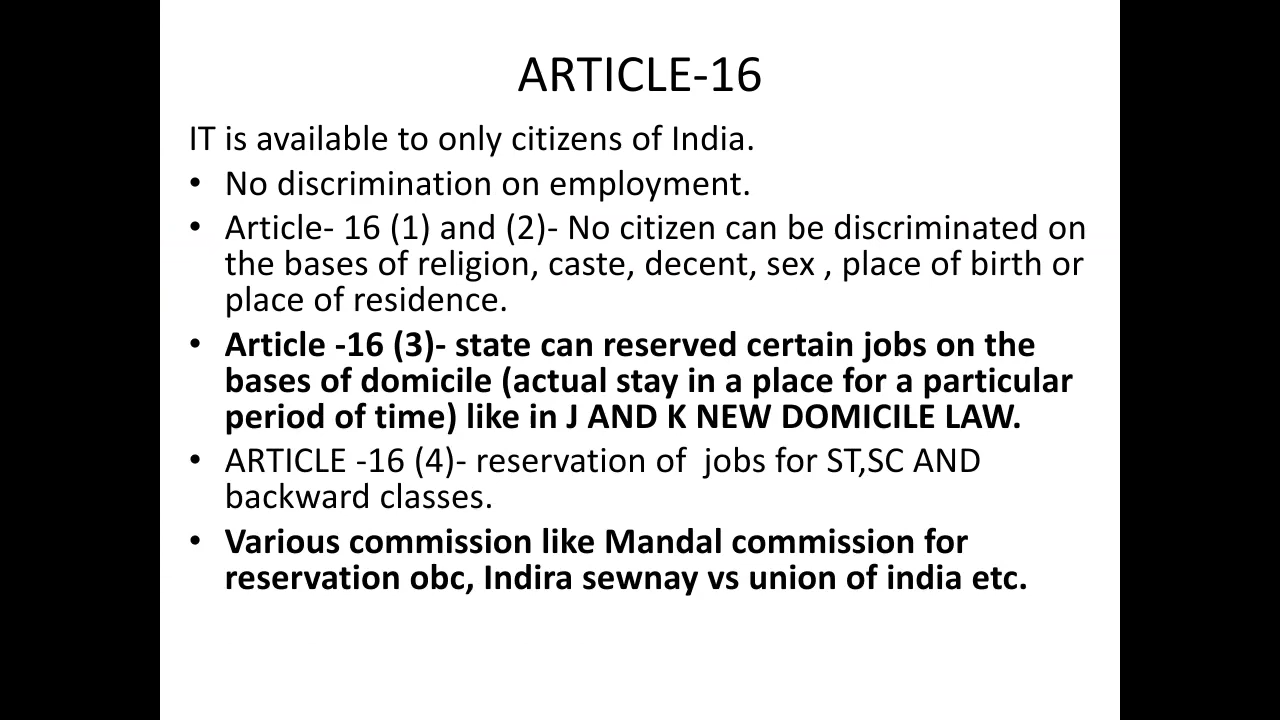 ARTICLE-16
IT is available to only citizens of India.
• No discrimination on employment.
• Article- 16 (1) and (2)- No citizen can be discriminated on
the bases of religion, caste, decent, sex , place of birth or
place of residence.
• Article -16 (3)- state can reserved certain jobs on the
bases of domicile (actual stay in a place for a particular
period of time) like in J AND K NEW DOMICILE LAW.
• ARTICLE -16 (4)- reservation of  jobs for ST,SC AND
backward classes.
• Various commission like Mandal commission for
reservation obc, Indira sewnay vs union of india etc.